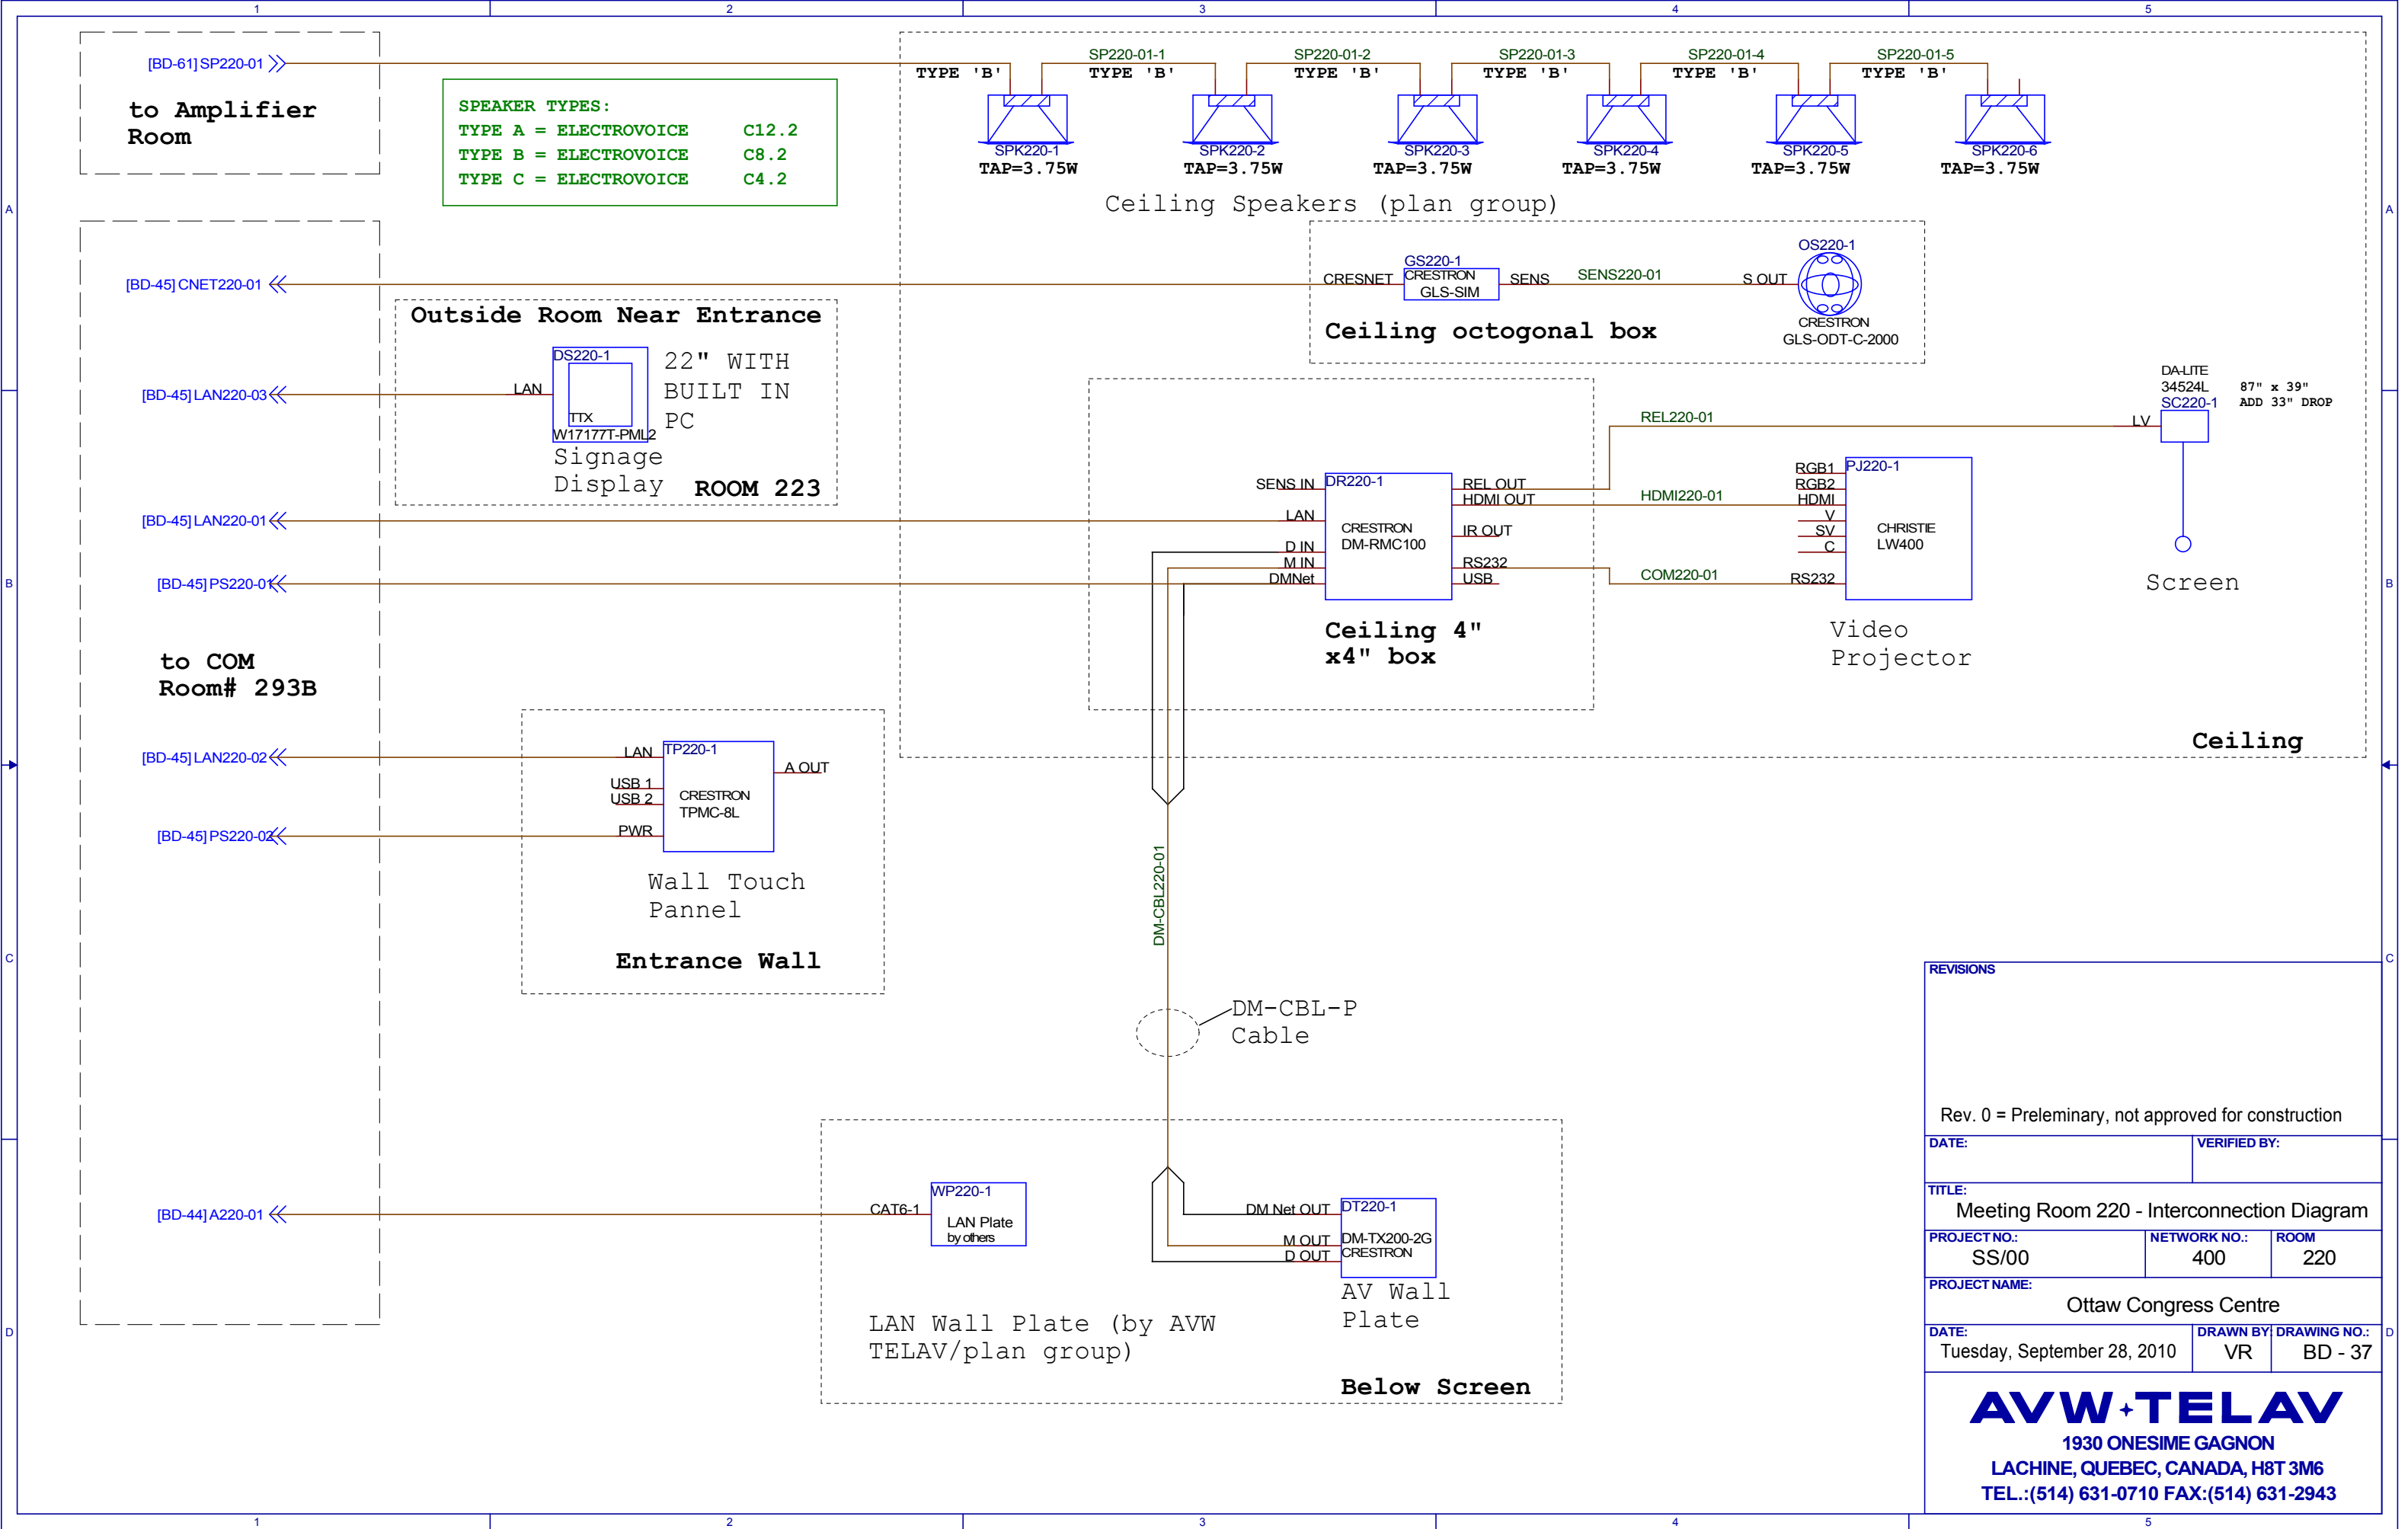 1
2
3
4
5
[BD-61] SP220-01
to Amplifier
Room
SPEAKER TYPES:
TYPE A = ELECTROVOICE C12.2
TYPE B = ELECTROVOICE C8.2
TYPE C = ELECTROVOICE C4.2
SP220-01-1
SP220-01-2
SP220-01-3
SP220-01-4
SP220-01-5
TYPE 'B'
TYPE 'B'
TYPE 'B'
TYPE 'B'
TYPE 'B'
TYPE 'B'
SPK220-1
SPK220-2
SPK220-3
SPK220-4
SPK220-5
SPK220-6
TAP=3.75W
TAP=3.75W
TAP=3.75W
TAP=3.75W
TAP=3.75W
TAP=3.75W
Ceiling Speakers (plan group)
A
A
[BD-45] CNET220-01
CRESNET
GS220-1
CRESTRON
GLS-SIM
SENS
SENS220-01
S OUT
OS220-1
CRESTRON
GLS-ODT-C-2000
Ceiling octogonal box
Outside Room Near Entrance
[BD-45] LAN220-03
LAN
DS220-1
TTX
W17177T-PML2
22" WITH
BUILT IN
PC
Signage
Display
ROOM 223
DA-LITE
34524L
SC220-1
87" x 39"
ADD 33" DROP
LV
Screen
REL220-01
[BD-45] LAN220-01
[BD-45] PS220-01
SENS IN
LAN
D IN
M IN
DMNet
DR220-1
CRESTRON
DM-RMC100
REL OUT
HDMI OUT
IR OUT
RS232
USB
HDMI220-01
COM220-01
RGB1
RGB2
HDMI
V
SV
C
RS232
PJ220-1
CHRISTIE
LW400
Video
Projector
Ceiling 4"
x4" box
B
B
to COM
Room# 293B
Ceiling
[BD-45] LAN220-02
[BD-45] PS220-02
LAN
USB 1
USB 2
PWR
TP220-1
CRESTRON
TPMC-8L
A OUT
Wall Touch
Pannel
Entrance Wall
DM-CBL220-01
DM-CBL-P
Cable
C
C
[BD-44] A220-01
CAT6-1
WP220-1
LAN Plate
by others
DM Net OUT
M OUT
D OUT
DT220-1
DM-TX200-2G
CRESTRON
AV Wall
Plate
LAN Wall Plate (by AVW
TELAV/plan group)
Below Screen
D
D
REVISIONS
Rev. 0 = Preleminary, not approved for construction
DATE:
VERIFIED BY:
TITLE:
Meeting Room 220 - Interconnection Diagram
PROJECT NO.:
SS/00
NETWORK NO.:
400
ROOM
220
PROJECT NAME:
Ottaw Congress Centre
DATE:
Tuesday, September 28, 2010
DRAWN BY:
VR
DRAWING NO.:
BD - 37
AVW+TELAV
1930 ONESIME GAGNON
LACHINE, QUEBEC, CANADA, H8T 3M6
TEL.:(514) 631-0710 FAX:(514) 631-2943
1
2
3
4
5